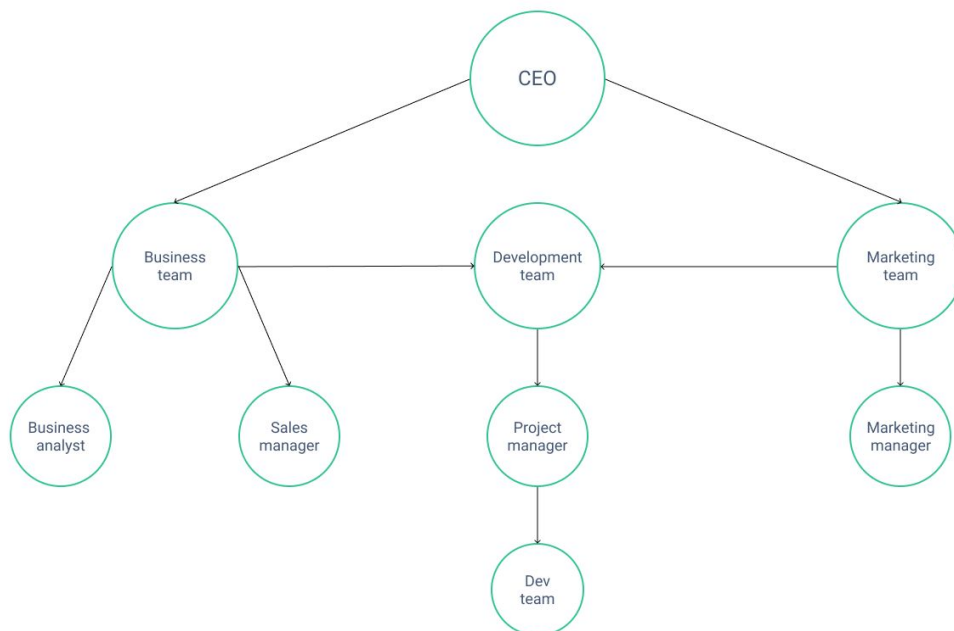 CEO
Business
team
Development
team
Marketing
team
Business
analyst
Sales
manager
Project
manager
Marketing
manager
Dev
team